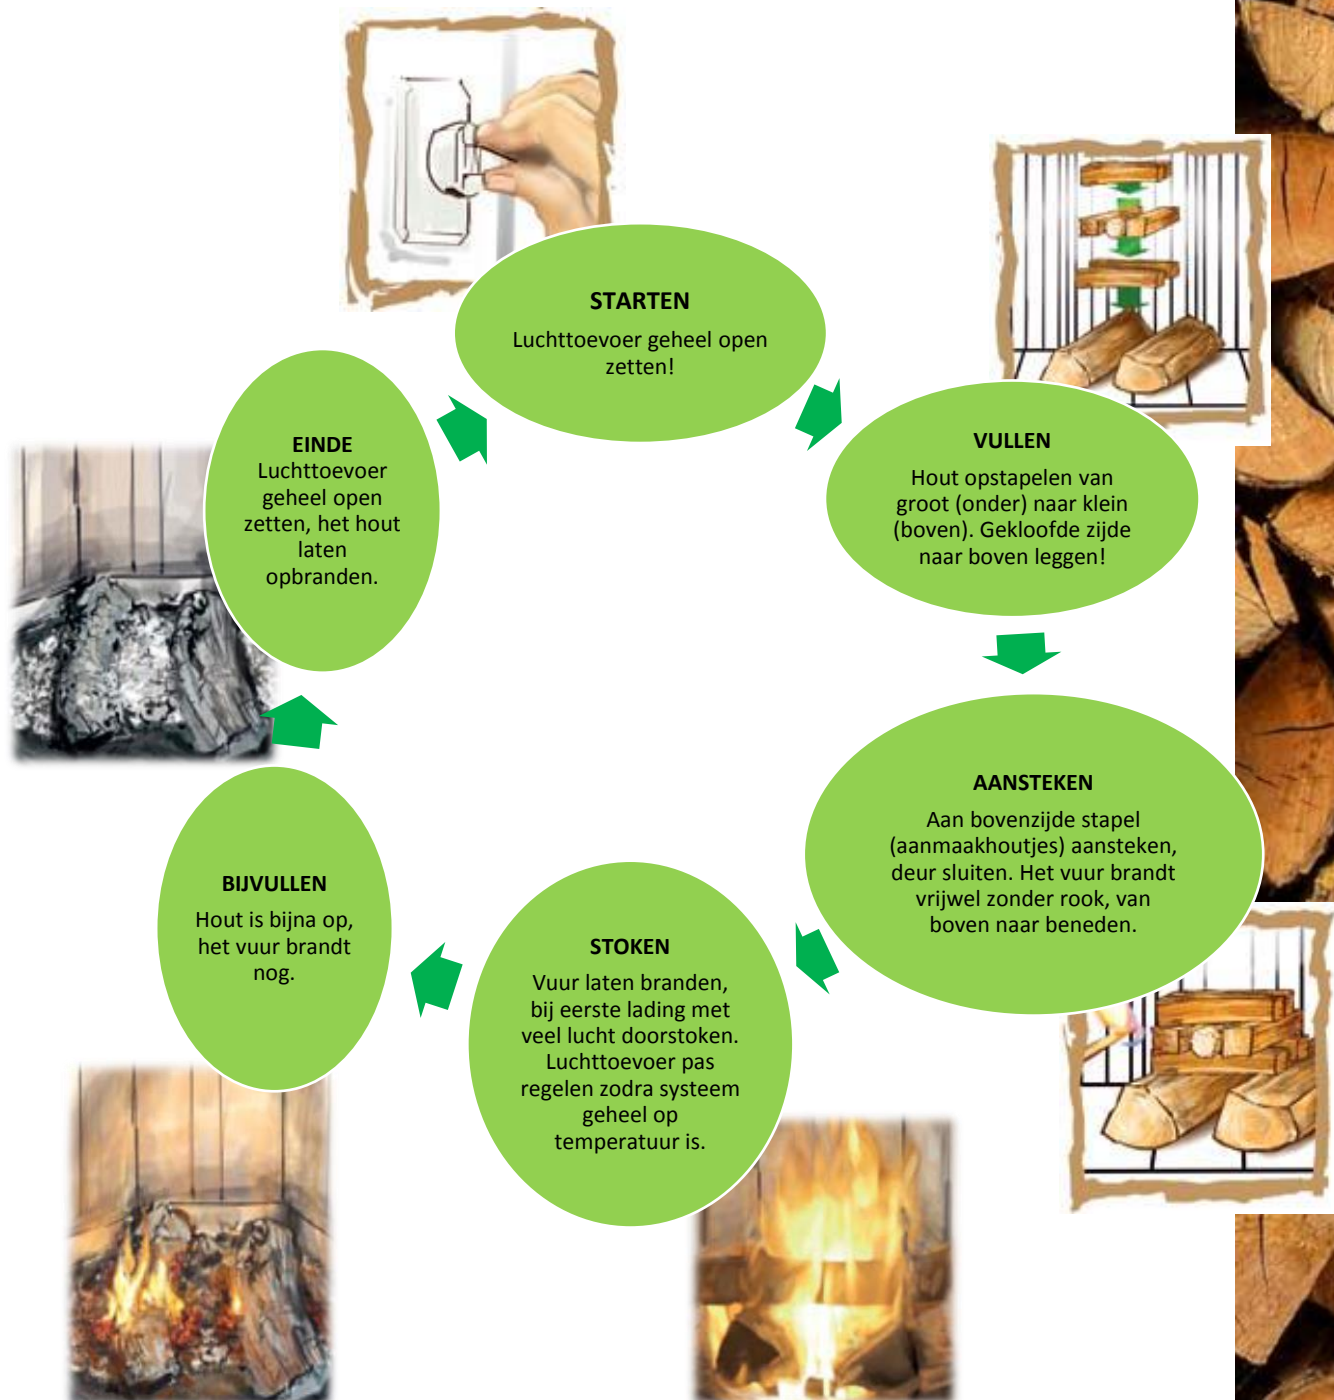 STARTEN
Luchttoevoer geheel open
zetten!
VULLEN
Hout opstapelen van
groot (onder) naar klein
(boven). Gekloofde zijde
naar boven leggen!
AANSTEKEN
Aan bovenzijde stapel
(aanmaakhoutjes) aansteken,
deur sluiten. Het vuur brandt
vrijwel zonder rook, van
boven naar beneden.
STOKEN
Vuur laten branden,
bij eerste lading met
veel lucht doorstoken.
Luchttoevoer pas
regelen zodra systeem
geheel op
temperatuur is.
BIJVULLEN
Hout is bijna op,
het vuur brandt
nog.
EINDE
Luchttoevoer
geheel open
zetten, het hout
laten
opbranden.